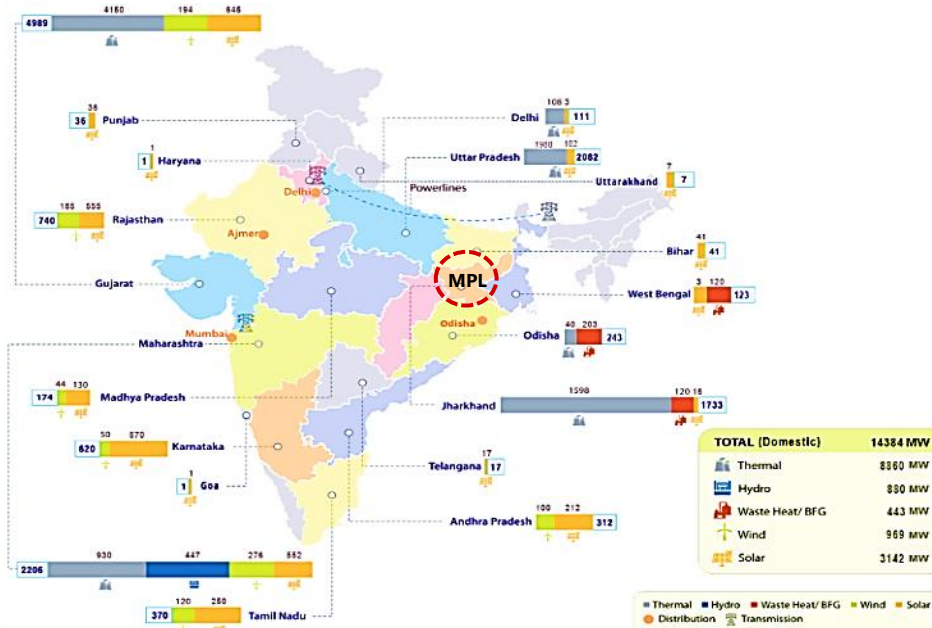 4150 194 645
4989
36
36 Punjab
1
1 Haryana
Delhi
185 555
740 Rajasthan
Ajmer
Gujarat
Mumbai
Maharashtra
44 130
174 Madhya Pradesh
50 570
620 Karnataka
1
1 Goa
930 447 276 552
2206
120 250
370 Tamil Nadu
108 3
Delhi 111
1980 102
Uttar Pradesh 2082
7
Uttarakhand 7
Powerlines
41
Bihar 41
MPL
3 120
West Bengal 123
Odisha
40 203
Odisha 243
1598 120 15
Jharkhand 1733
17
Telangana 17
100 212
Andhra Pradesh 312
TOTAL (Domestic) 14384 MW
Thermal 8860 MW
Hydro 880 MW
Waste Heat/ BFG 443 MW
Wind 969 MW
Solar 3142 MW
Thermal Hydro Waste Heat/ BFG Wind Solar
Distribution Transmission